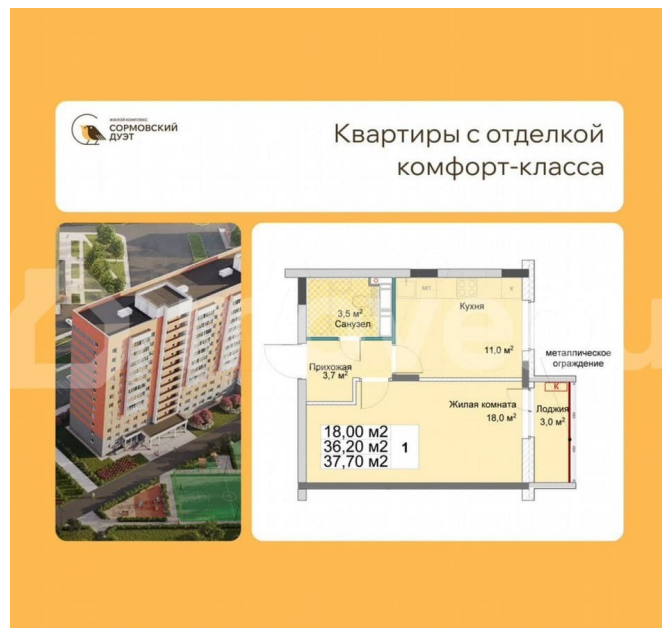 ЖИЛОЙ КОМПЛЕКС
СОРМОВСКИЙ
ДУЭТ
Квартиры с отделкой
комфорт-класса
3,5 м²
Санузел
МП
х
Кухня
11,0 м²
металлическое
ограждение
Прихожая
3,7 м²
Жилая комната
18,0 м²
К
Лоджия
3,0 м²
18,00 м2
36,20 м2
37,70 м2
1